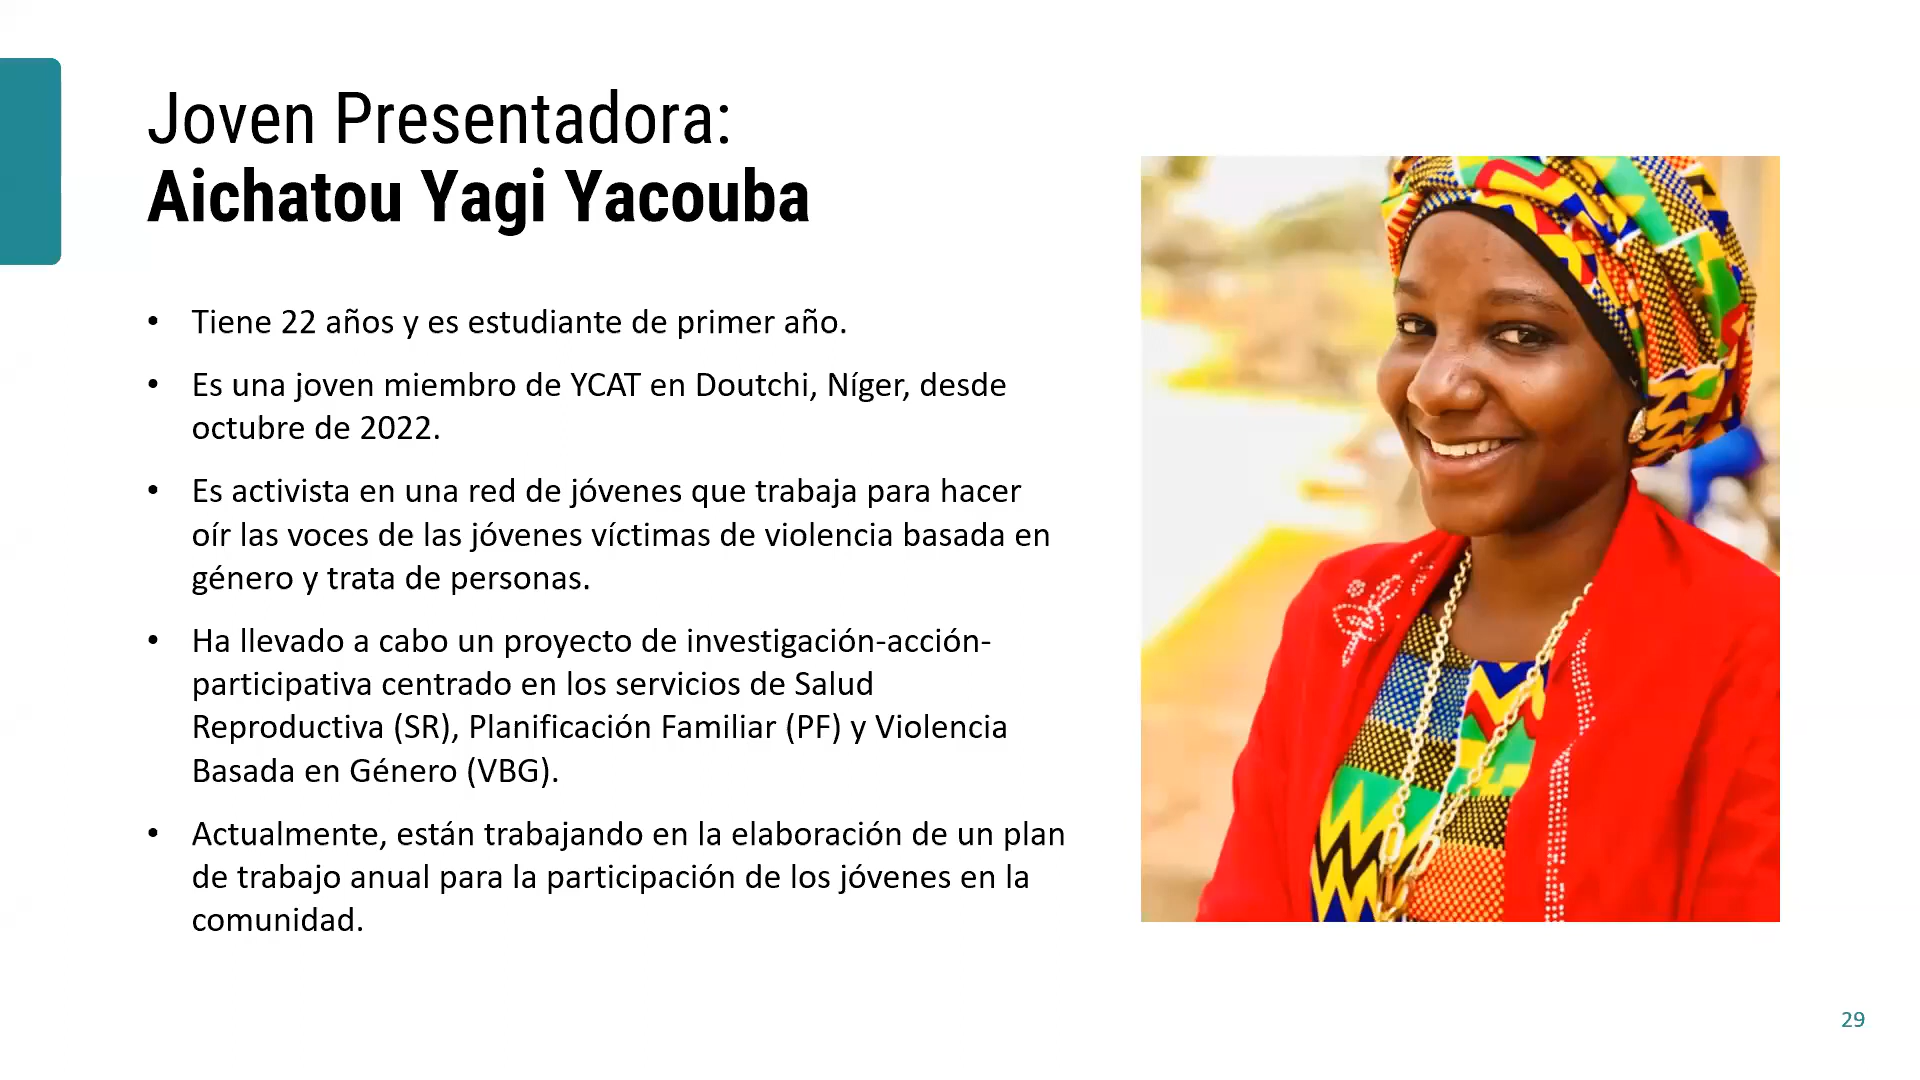 Joven Presentadora:
Aichatou Yagi Yacouba
• Tiene 22 años y es estudiante de primer año.
• Es una joven miembro de YCAT en Doutchi, Níger, desde
octubre de 2022.
• Es activista en una red de jóvenes que trabaja para hacer
oír las voces de las jóvenes víctimas de violencia basada en
género y trata de personas.
• Ha llevado a cabo un proyecto de investigación-acción-
participativa centrado en los servicios de Salud
Reproductiva (SR), Planificación Familiar (PF) y Violencia
Basada en Género (VBG).
• Actualmente, están trabajando en la elaboración de un plan
de trabajo anual para la participación de los jóvenes en la
comunidad.
29